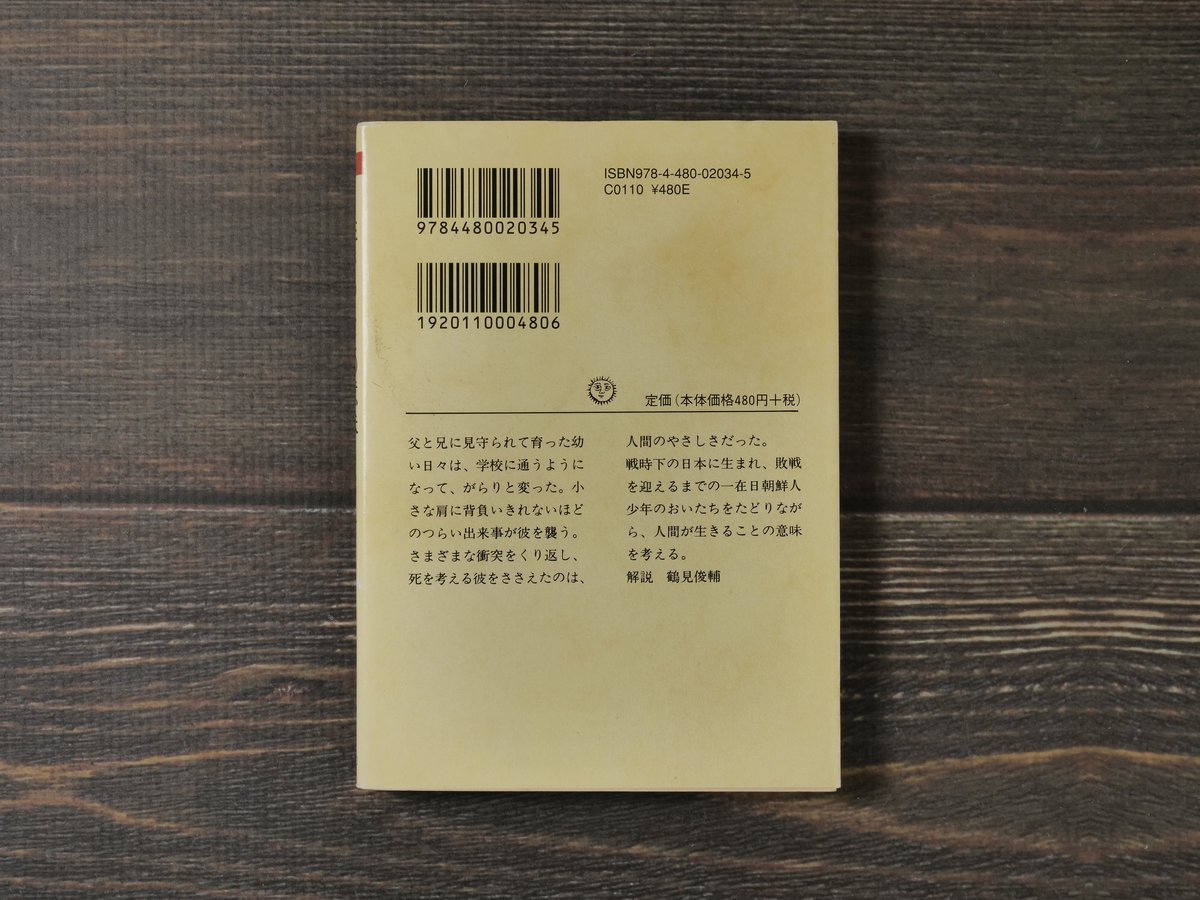 ISBN978-4-480-02034-5
C0110 ¥480E
9784480020345
1920110004806
定価(本体価格480円+税)
父と兄に見守られて育った幼
い日々は、学校に通うように
なって、がらりと変った。小
さな肩に背負いきれないほど
のつらい出来事が彼を襲う。
さまざまな衝突をくり返し、
死を考える彼をささえたのは、
人間のやさしさだった。
戦時下の日本に生まれ、敗戦
を迎えるまでの一在日朝鮮人
少年のおいたちをたどりなが
ら、人間が生きることの意味
を考える。
解説 鶴見俊輔